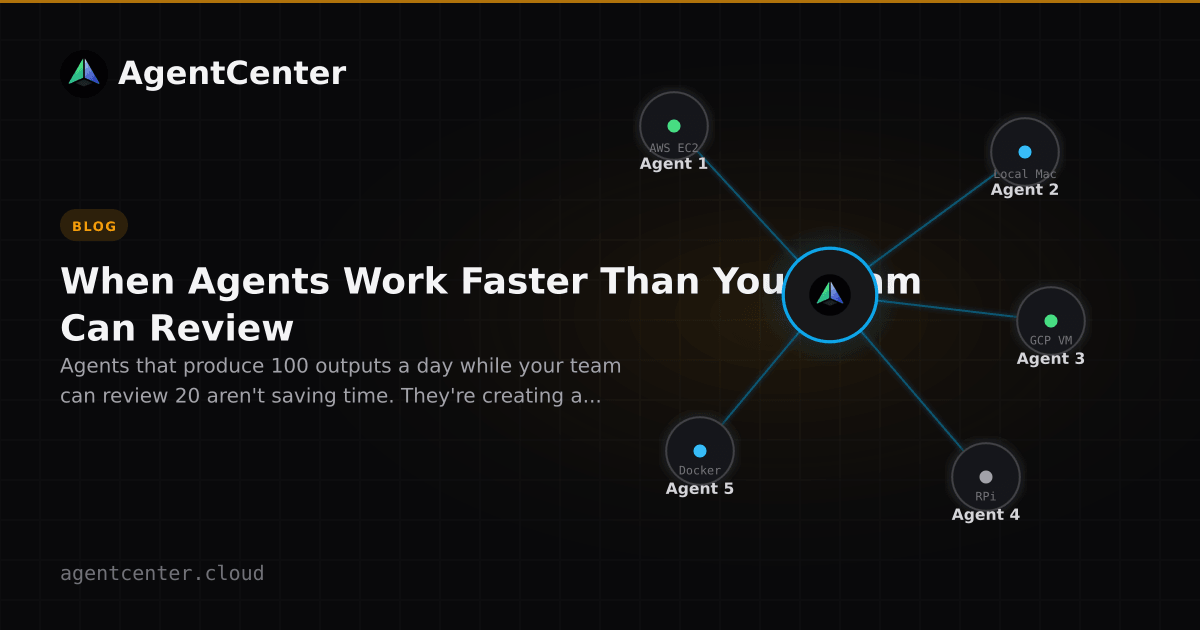 AgentCenter
BLOG
When Agents Work Faster Than You  am
Can Review
Agents that produce 100 outputs a day while your team
can review 20 aren't saving time. They're creating a...
agentcenter.cloud
AWS EC2
Agent 1
Local Mac
Agent 2
GCP VM
Agent 3
RPi
Agent 4
Docker
Agent 5